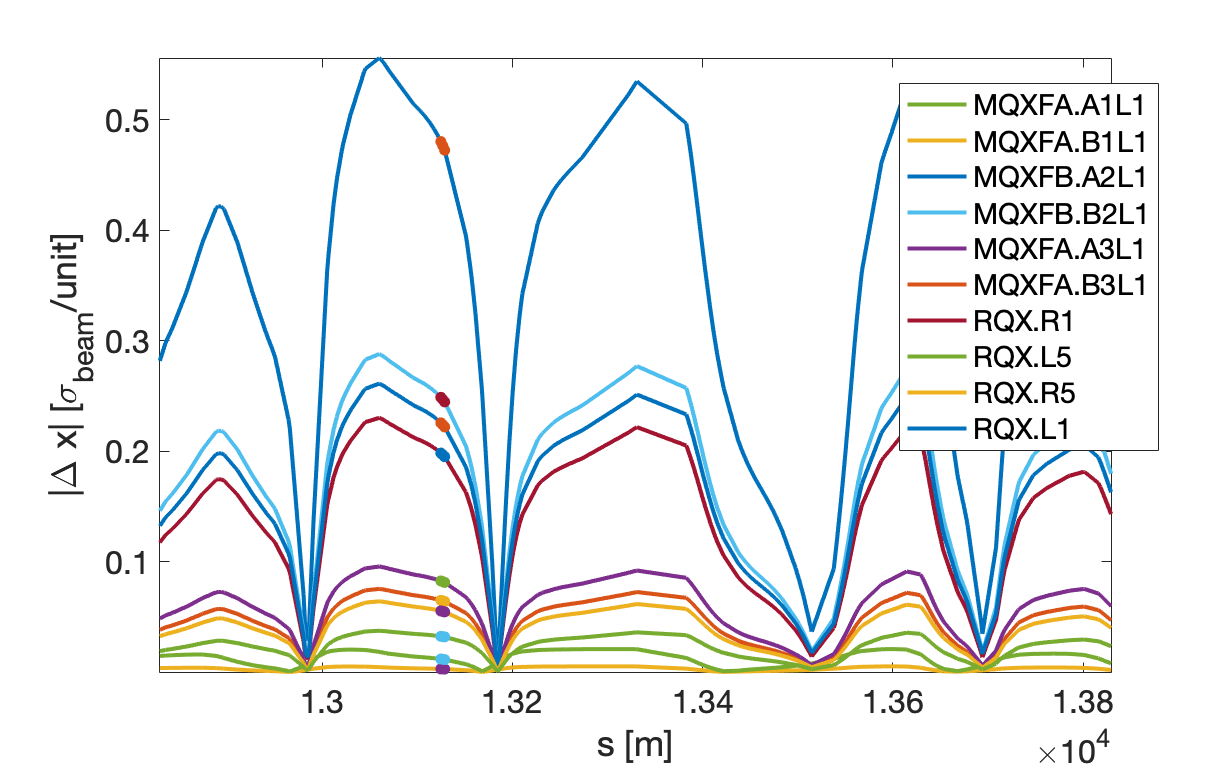 |Δ x| [σbeam/unit]
0.5
0.4
0.3
0.2
0.1
1.3
1.32
1.34
1.36
1.38
s [m]
×10^4
MQXFA.A1L1
MQXFA.B1L1
MQXFB.A2L1
MQXFB.B2L1
MQXFA.A3L1
MQXFA.B3L1
RQX.R1
RQX.L5
RQX.R5
RQX.L1